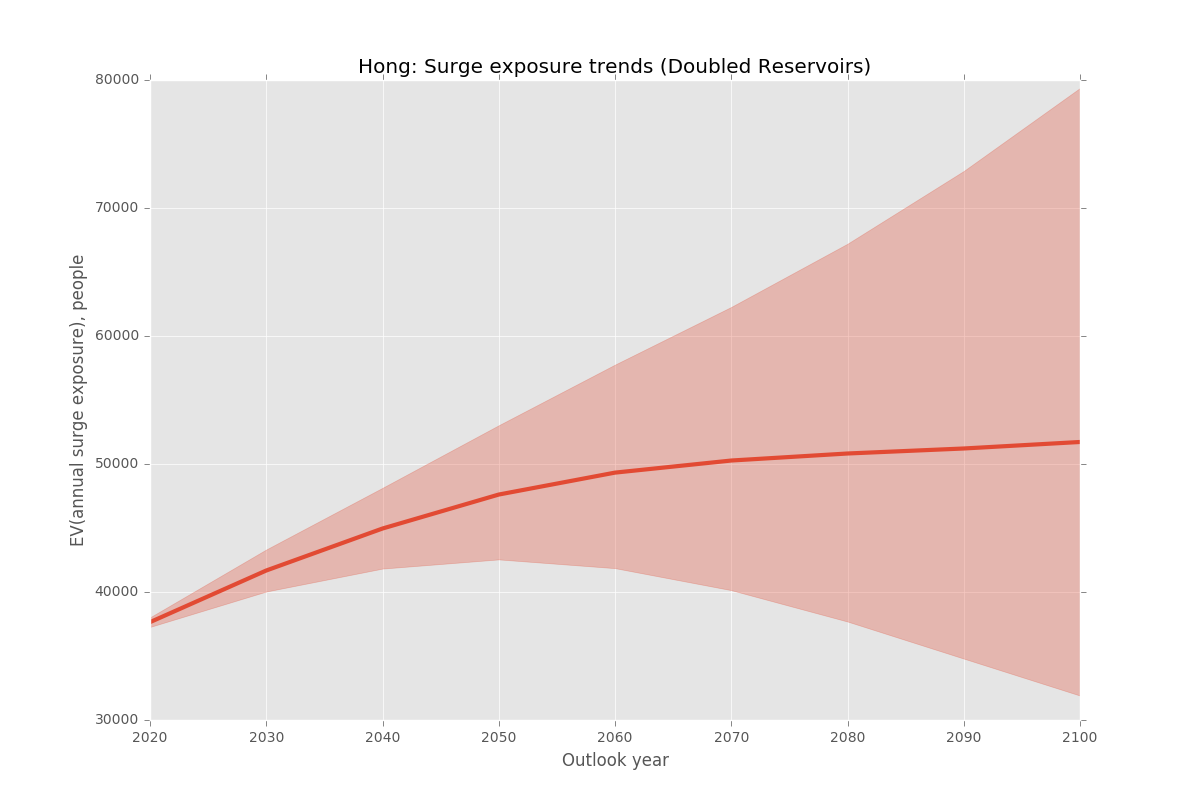 Hong: Surge exposure trends (Doubled Reservoirs)
80000
70000
60000
50000
40000
30000
EV(annual surge exposure), people
2020 2030 2040 2050 2060 2070 2080 2090 2100
Outlook year